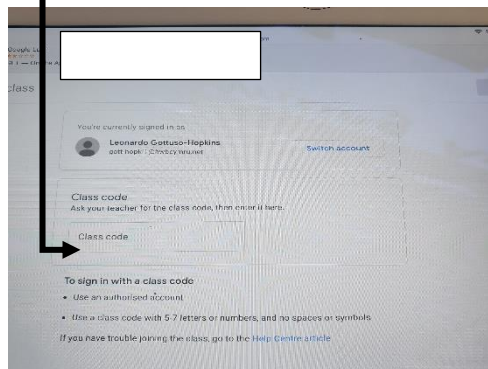 class
You're currently signed in as
Leonardo Gottuso-Hopkins
Switch account
Class code
Ask your teacher for the class code, then enter it here.
Class code
To sign in with a class code
• Use an authorised account
• Use a class code with 5-7 letters or numbers, and no spaces or symbols
If you have trouble joining the class, go to the Help Centre article